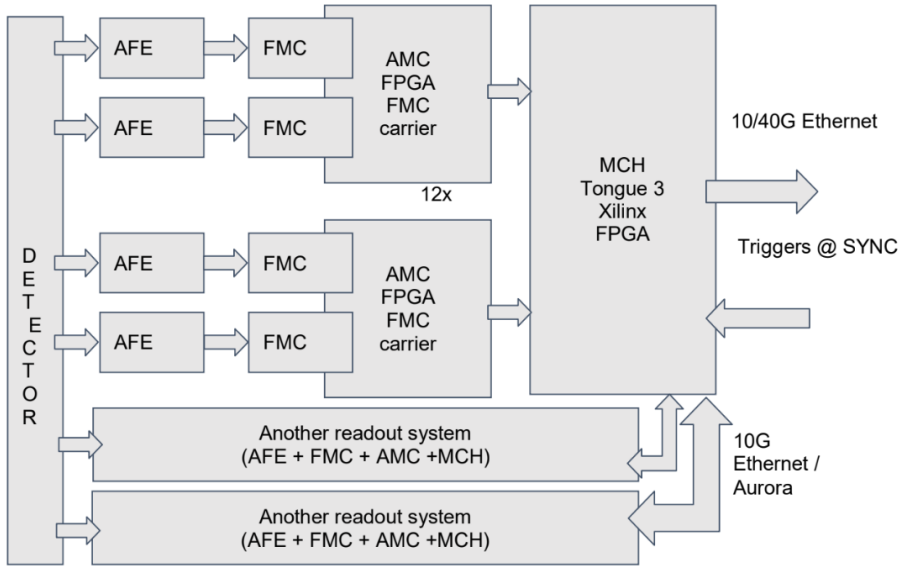 AFE
FMC
AMC
FPGA
FMC
carrier
AFE
FMC
12x
MCH
Tongue 3
Xilinx
FPGA
10/40G Ethernet
Triggers @ SYNC
D
E
T
E
C
T
O
R
AFE
FMC
AMC
FPGA
FMC
carrier
AFE
FMC
Another readout system
(AFE + FMC + AMC +MCH)
10G
Ethernet /
Aurora
Another readout system
(AFE + FMC + AMC +MCH)